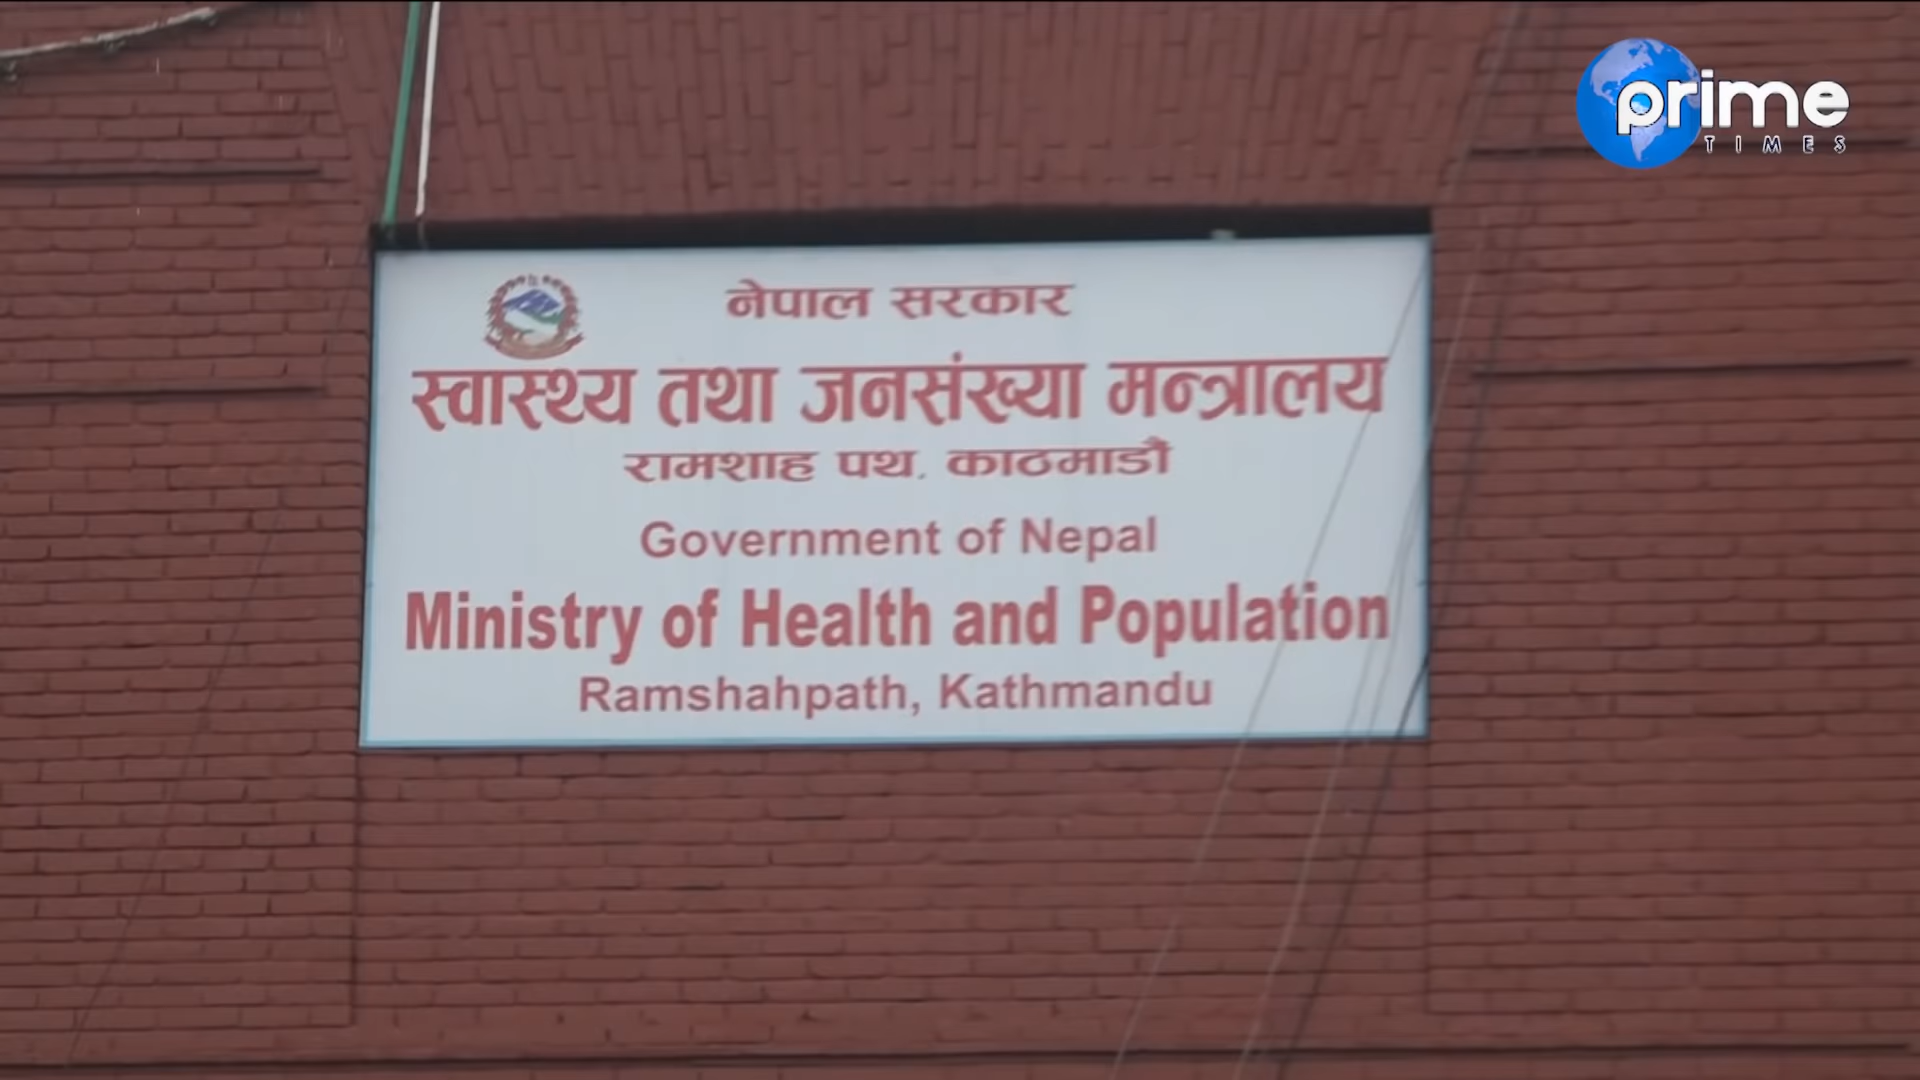 prime
TIMES
नेपाल सरकार
स्वास्थ्य तथा जनसंख्या मन्त्रालय
रामशाह पथ, काठमाडौं
Government of Nepal
Ministry of Health and Population
Ramshahpath, Kathmandu